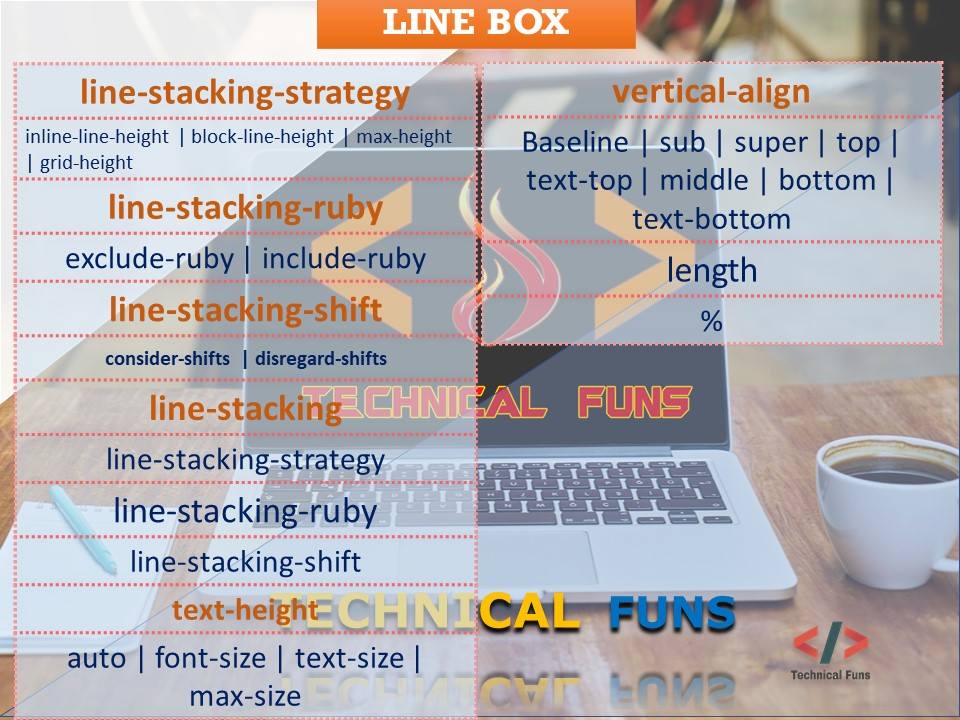 LINE BOX
line-stacking-strategy
inline-line-height | block-line-height | max-height
| grid-height
line-stacking-ruby
exclude-ruby | include-ruby
line-stacking-shift
consider-shifts | disregard-shifts
line-stacking
line-stacking-strategy
line-stacking-ruby
line-stacking-shift
text-height
auto | font-size | text-size |
max-size
vertical-align
Baseline | sub | super | top |
text-top | middle | bottom |
text-bottom
length
%
TECHNICAL FUNS
TECHNICAL FUNS
Technical Funs